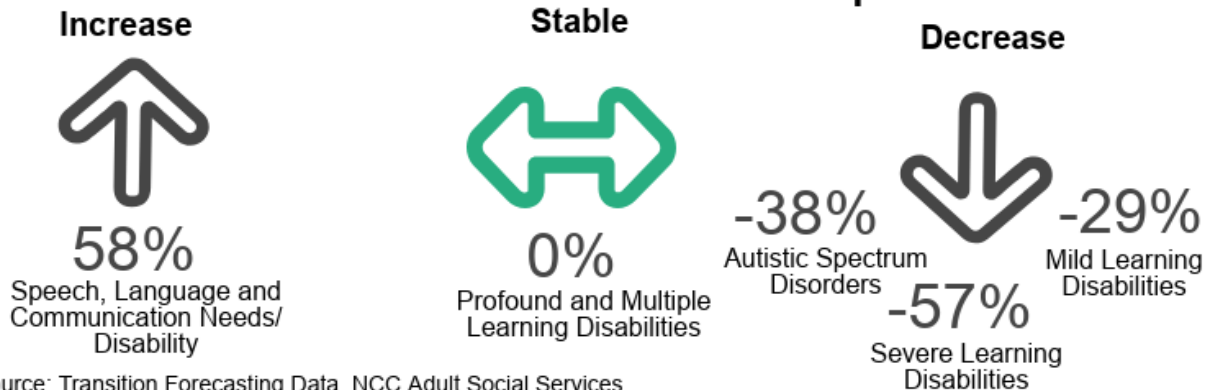 Increase
58%
Speech, Language and
Communication Needs/
Disability
Stable
0%
Profound and Multiple
Learning Disabilities
Decrease
-38%
Autistic Spectrum
Disorders
-29%
Mild Learning
Disabilities
-57%
Severe Learning
Disabilities
urce: Transition Forecasting Data, NCC Adult Social Services